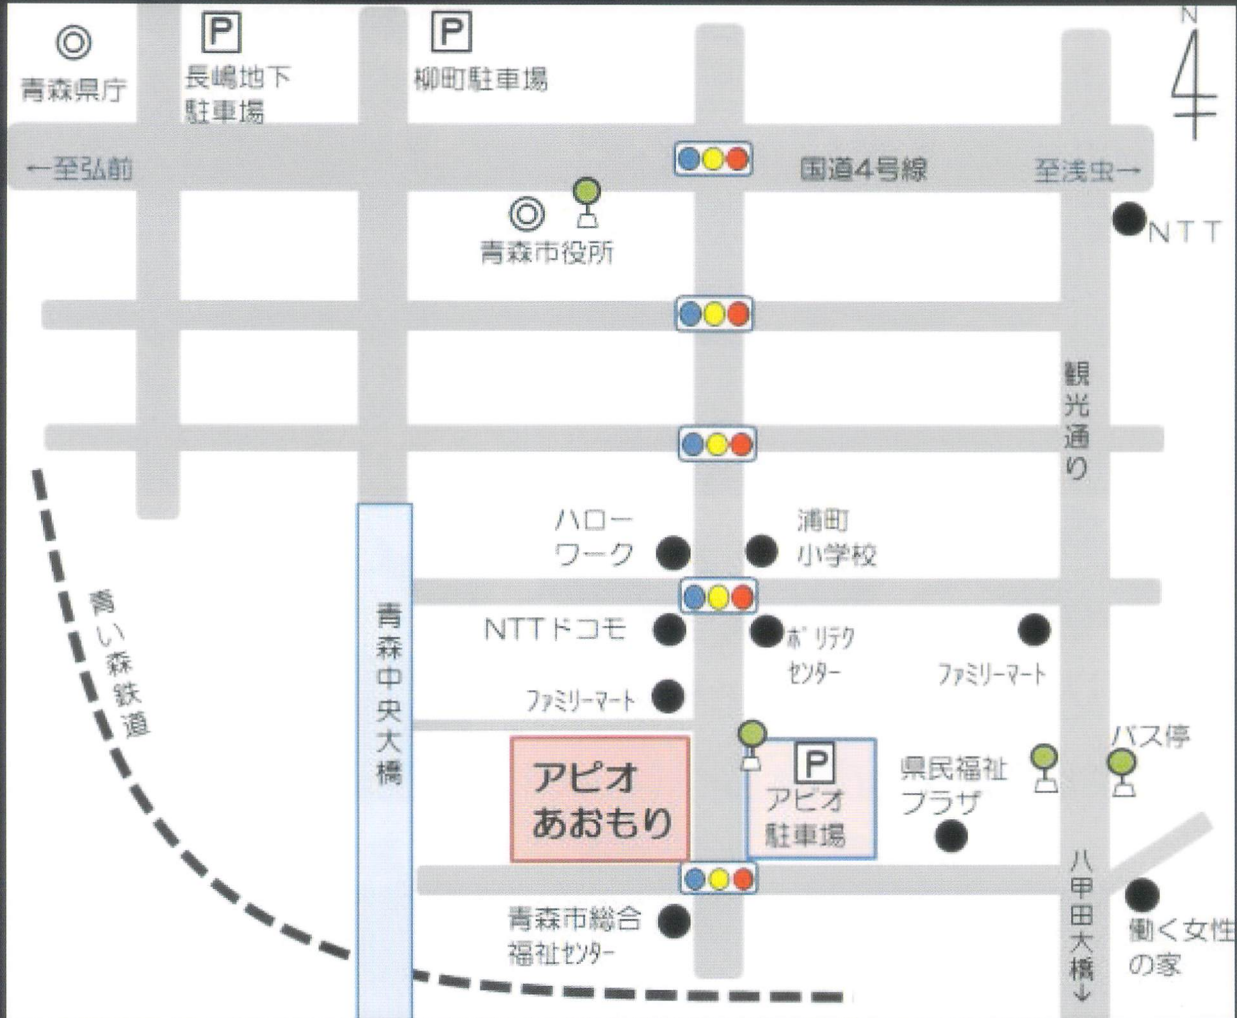 N
P
P
青森県庁
長嶋地下
駐車場
柳町駐車場
←至弘前
国道4号線
至浅虫→
NTT
青森市役所
観光通り
ハロー
ワーク
浦町
小学校
青い森鉄道
青森中央大橋
NTTドコモ
ポリテク
センター
ファミリーマート
ファミリーマート
アピオ
あおもり
P
アピオ
駐車場
県民福祉
プラザ
バス停
青森市総合
福祉センター
八甲田大橋↓
働く女性
の家